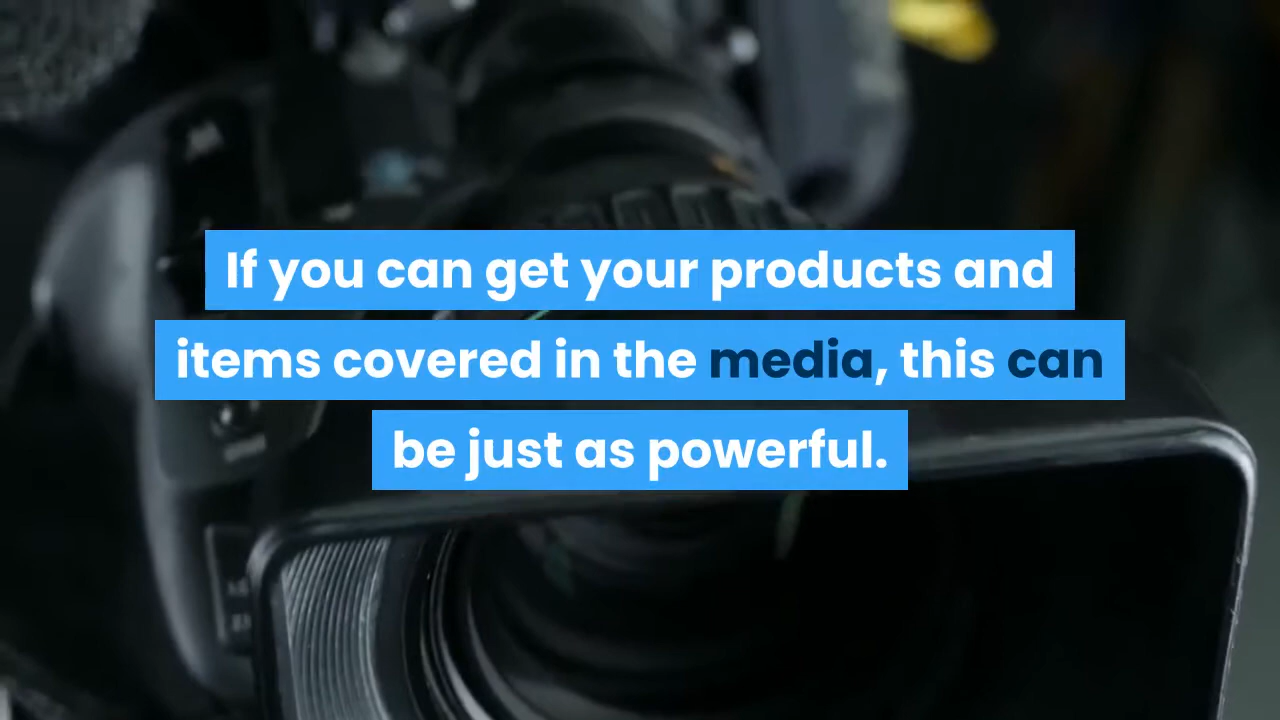 If you can get your products and
items covered in the media, this can
be just as powerful.